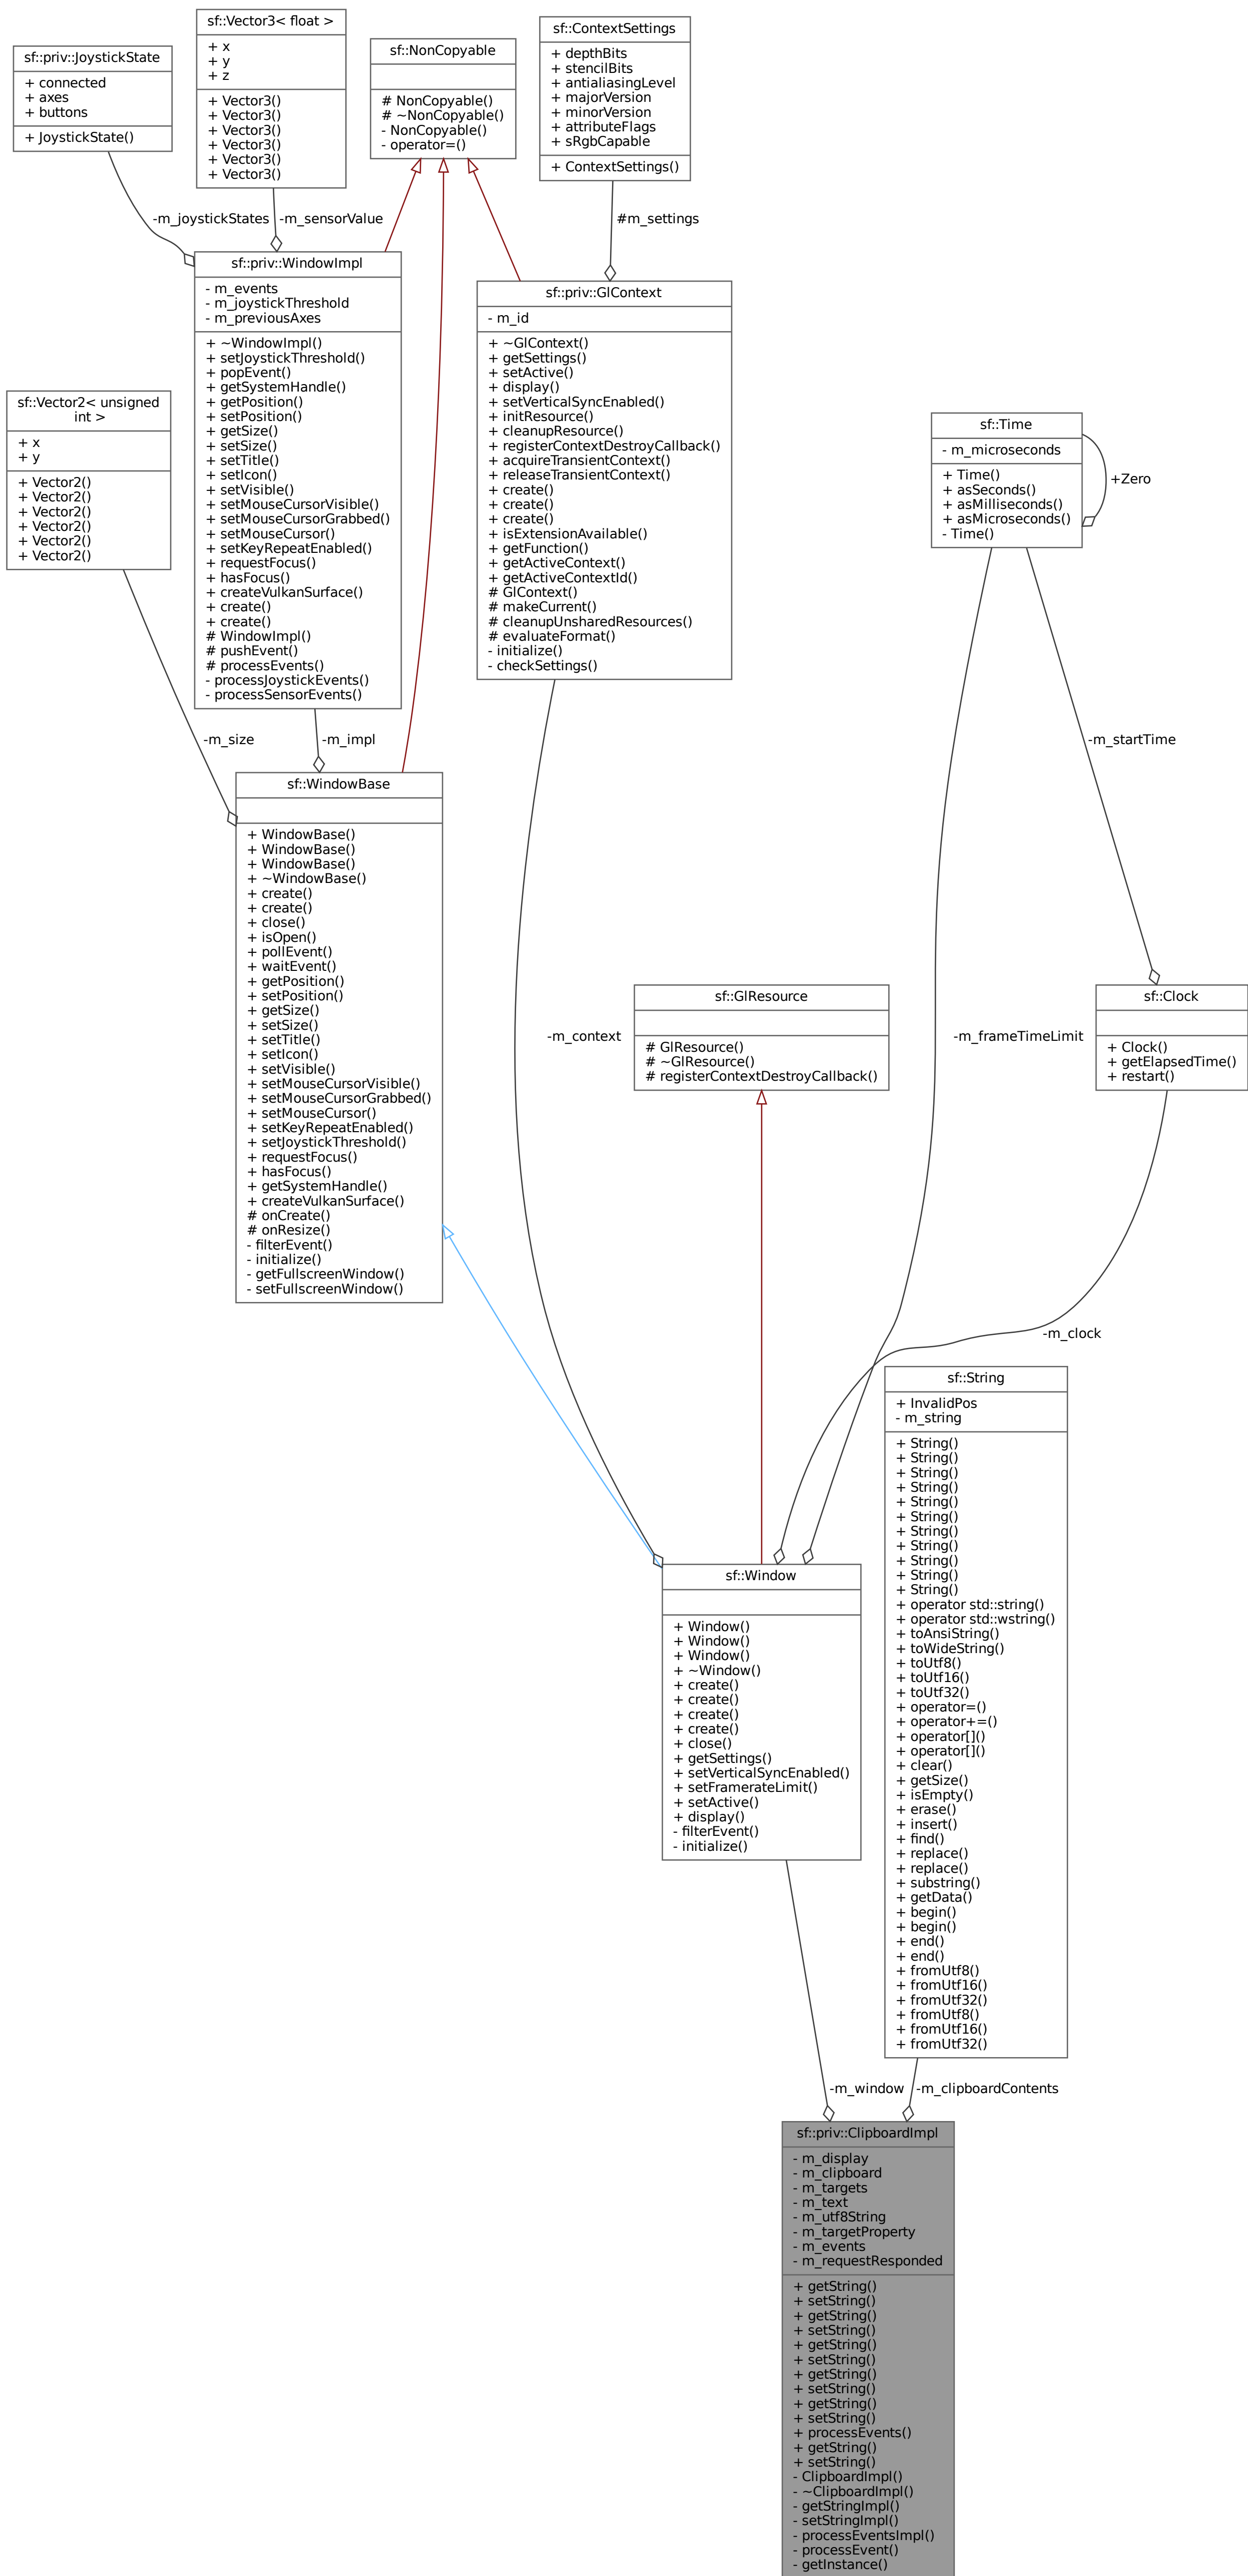 sf::priv::JoystickState
+ connected
+ axes
+ buttons
+ JoystickState()
sf::Vector3< float >
+ x
+ y
+ z
+ Vector3()
+ Vector3()
+ Vector3()
+ Vector3()
+ Vector3()
+ Vector3()
sf::NonCopyable
# NonCopyable()
# ~NonCopyable()
- NonCopyable()
- operator=()
sf::ContextSettings
+ depthBits
+ stencilBits
+ antialiasingLevel
+ majorVersion
+ minorVersion
+ attributeFlags
+ sRgbCapable
+ ContextSettings()
-m_joystickStates
-m_sensorValue
#m_settings
sf::priv::WindowImpl
- m_events
- m_joystickThreshold
- m_previousAxes
+ ~WindowImpl()
+ setJoystickThreshold()
+ popEvent()
+ getSystemHandle()
+ getPosition()
+ setPosition()
+ getSize()
+ setSize()
+ setTitle()
+ setIcon()
+ setVisible()
+ setMouseCursorVisible()
+ setMouseCursorGrabbed()
+ setMouseCursor()
+ setKeyRepeatEnabled()
+ requestFocus()
+ hasFocus()
+ createVulkanSurface()
+ create()
+ create()
# WindowImpl()
# pushEvent()
# processEvents()
- processJoystickEvents()
- processSensorEvents()
sf::priv::GlContext
- m_id
+ ~GlContext()
+ getSettings()
+ setActive()
+ display()
+ setVerticalSyncEnabled()
+ initResource()
+ cleanupResource()
+ registerContextDestroyCallback()
+ acquireTransientContext()
+ releaseTransientContext()
+ create()
+ create()
+ create()
+ isExtensionAvailable()
+ getFunction()
+ getActiveContext()
+ getActiveContextId()
# GlContext()
# makeCurrent()
# cleanupUnsharedResources()
# evaluateFormat()
- initialize()
- checkSettings()
sf::Vector2< unsigned
int >
+ x
+ y
+ Vector2()
+ Vector2()
+ Vector2()
+ Vector2()
+ Vector2()
+ Vector2()
sf::Time
- m_microseconds
+ Time()
+ asSeconds()
+ asMilliseconds()
+ asMicroseconds()
- Time()
+Zero
-m_size
-m_impl
-m_startTime
sf::WindowBase
+ WindowBase()
+ WindowBase()
+ WindowBase()
+ ~WindowBase()
+ create()
+ create()
+ close()
+ isOpen()
+ pollEvent()
+ waitEvent()
+ getPosition()
+ setPosition()
+ getSize()
+ setSize()
+ setTitle()
+ setIcon()
+ setVisible()
+ setMouseCursorVisible()
+ setMouseCursorGrabbed()
+ setMouseCursor()
+ setKeyRepeatEnabled()
+ setJoystickThreshold()
+ requestFocus()
+ hasFocus()
+ getSystemHandle()
+ createVulkanSurface()
# onCreate()
# onResize()
- filterEvent()
- initialize()
- getFullscreenWindow()
- setFullscreenWindow()
-m_context
sf::GlResource
# GlResource()
# ~GlResource()
# registerContextDestroyCallback()
-m_frameTimeLimit
sf::Clock
+ Clock()
+ getElapsedTime()
+ restart()
-m_clock
sf::Window
+ Window()
+ Window()
+ Window()
+ ~Window()
+ create()
+ create()
+ create()
+ create()
+ close()
+ getSettings()
+ setVerticalSyncEnabled()
+ setFramerateLimit()
+ setActive()
+ display()
- filterEvent()
- initialize()
sf::String
+ InvalidPos
- m_string
+ String()
+ String()
+ String()
+ String()
+ String()
+ String()
+ String()
+ String()
+ String()
+ String()
+ String()
+ operator std::string()
+ operator std::wstring()
+ toAnsiString()
+ toWideString()
+ toUtf8()
+ toUtf16()
+ toUtf32()
+ operator=()
+ operator+=()
+ operator[]()
+ operator[]()
+ clear()
+ getSize()
+ isEmpty()
+ erase()
+ insert()
+ find()
+ replace()
+ replace()
+ substring()
+ getData()
+ begin()
+ begin()
+ end()
+ end()
+ fromUtf8()
+ fromUtf16()
+ fromUtf32()
+ fromUtf8()
+ fromUtf16()
+ fromUtf32()
-m_window
-m_clipboardContents
sf::priv::ClipboardImpl
- m_display
- m_clipboard
- m_targets
- m_text
- m_utf8String
- m_targetProperty
- m_events
- m_requestResponded
+ getString()
+ setString()
+ getString()
+ setString()
+ getString()
+ setString()
+ getString()
+ setString()
+ getString()
+ setString()
+ processEvents()
+ getString()
+ setString()
- ClipboardImpl()
- ~ClipboardImpl()
- getStringImpl()
- setStringImpl()
- processEventsImpl()
- processEvent()
- getInstance()